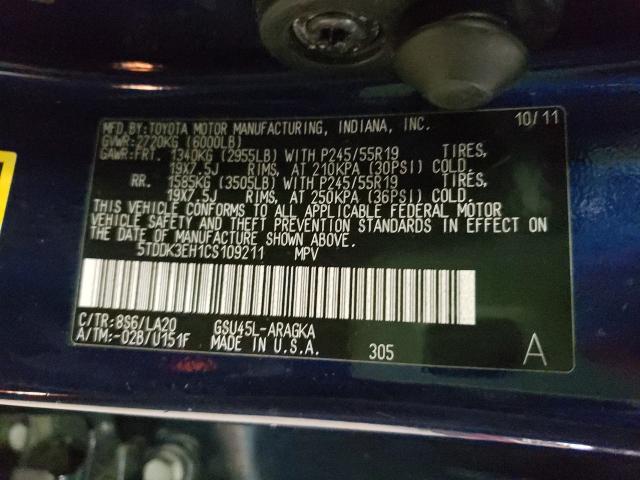 MFD.BY:TOYOTA MOTOR MANUFACTURING, INDIANA, INC. 10/11
GVWR:2720KG (6000LB)
GAWR:FRT. 1340KG (2955LB) WITH P245/55R19 TIRES,
19X7.5J RIMS, AT 210KPA (30PSI) COLD.
RR. 1585KG (3505LB) WITH P245/55R19 TIRES,
19X7.5J RIMS, AT 250KPA (36PSI) COLD.
THIS VEHICLE CONFORMS TO ALL APPLICABLE FEDERAL MOTOR
VEHICLE SAFETY AND THEFT PREVENTION STANDARDS IN EFFECT ON
THE DATE OF MANUFACTURE SHOWN ABOVE.
5TDDK3EH1CS109211 MPV
C/TR:8S6/LA20 GSU45L-ARAGKA
A/TM:-02B/U151F MADE IN U.S.A. 305 A